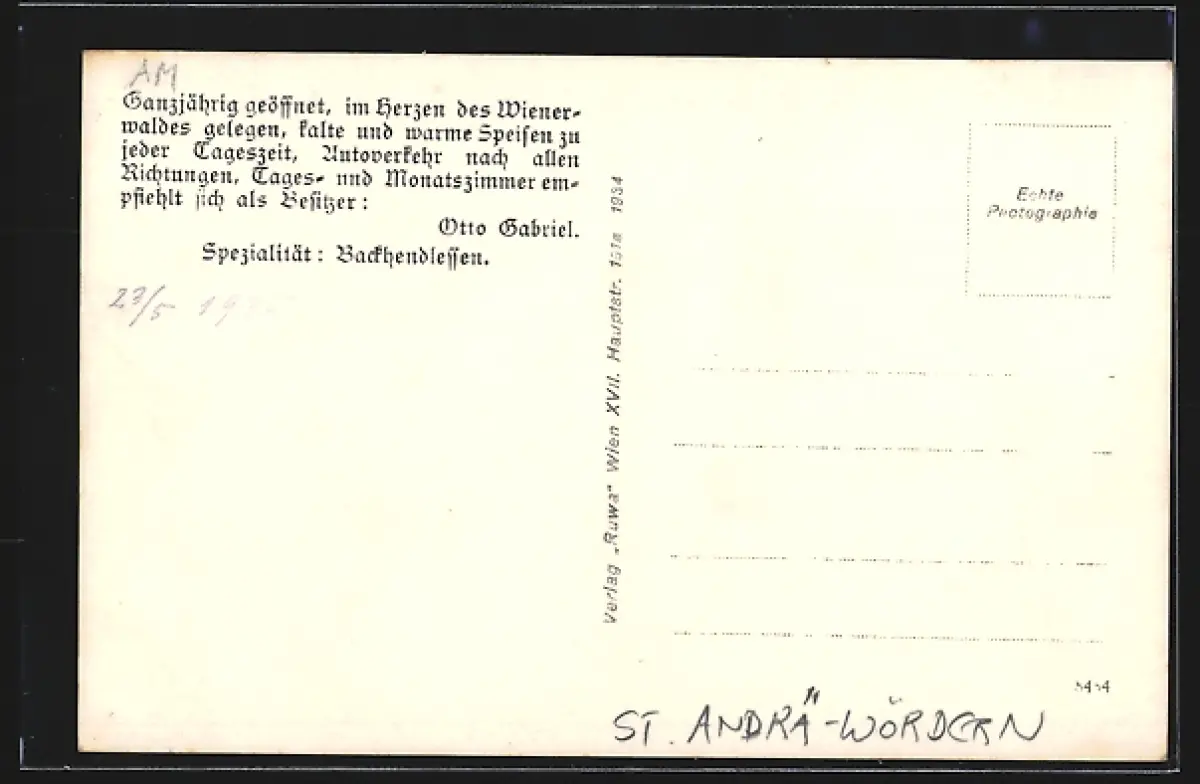 AM
Ganzjährig geöffnet, im Herzen des Wiener-
waldes gelegen, kalte und warme Speisen zu
jeder Tageszeit, Autoverkehr nach allen
Richtungen, Tages- und Monatszimmer em-
pfiehlt sich als Besitzer:
Otto Gabriel.
Spezialität: Backhendlessen.
23/5
Verlag „Ruwa“ Wien XVII. Hauptstr. 1934
Echte
Photographie
ST. ANDRÄ-WÖRDERN